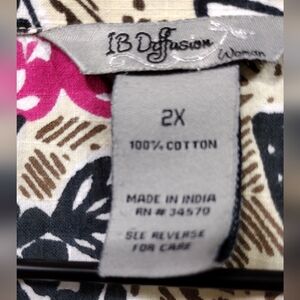 IB Diffusion
Woman
2X
100% COTTON
MADE IN INDIA
RN # 34570
SEE REVERSE
FOR CARE